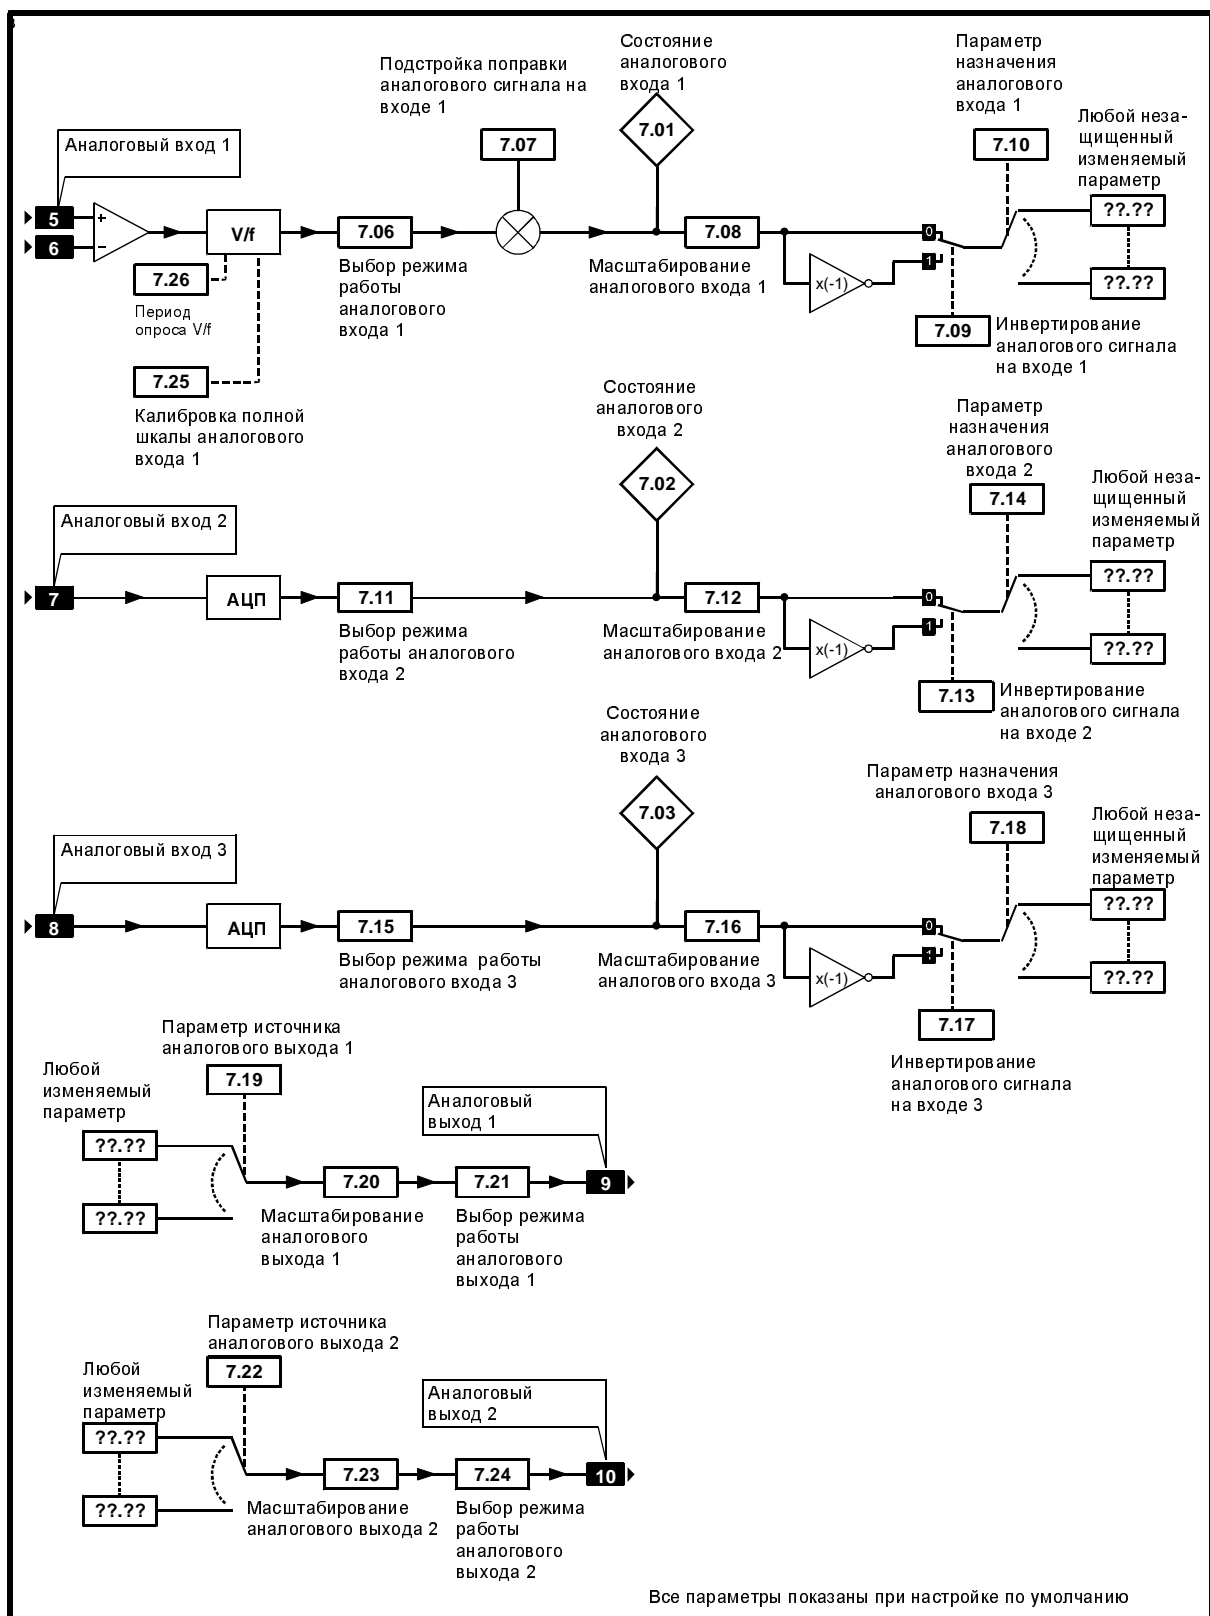 Состояние
аналогового
входа 1
Подстройка поправки
аналогового сигнала на
входе 1
Параметр
назначения
аналогового
входа 1
Любой неза-
щищенный
изменяемый
параметр
Аналоговый вход 1
7.07
7.01
7.10
5
6
+
−
V/f
7.06
7.08
0
1
x(-1)
??.??
??.??
7.26
Период
опроса V/f
Выбор режима
работы
аналогового
входа 1
Масштабирование
аналогового входа 1
7.09
Инвертирование
аналогового сигнала
на входе 1
7.25
Калибровка полной
шкалы аналогового
входа 1
Состояние
аналогового
входа 2
Параметр
назначения
аналогового
входа 2
Любой неза-
щищенный
изменяемый
параметр
7.02
7.14
Аналоговый вход 2
7
АЦП
7.11
7.12
0
1
x(-1)
??.??
??.??
Выбор режима
работы аналогового
входа 2
Масштабирование
аналогового входа 2
7.13
Инвертирование
аналогового сигнала
на входе 2
Состояние
аналогового
входа 3
Параметр назначения
аналогового входа 3
Любой неза-
щищенный
изменяемый
параметр
7.03
7.18
Аналоговый вход 3
8
АЦП
7.15
7.16
0
1
x(-1)
??.??
??.??
Выбор режима работы
аналогового входа 3
Масштабирование
аналогового входа 3
7.17
Инвертирование
аналогового сигнала
на входе 3
Параметр источника
аналогового выхода 1
Любой
изменяемый
параметр
7.19
Аналоговый
выход 1
??.??
??.??
7.20
7.21
9
Масштабирование
аналогового
выхода 1
Выбор режима
работы
аналогового
выхода 1
Параметр источника
аналогового выхода 2
Любой
изменяемый
параметр
7.22
Аналоговый
выход 2
??.??
??.??
7.23
7.24
10
Масштабирование
аналогового выхода 2
Выбор режима
работы
аналогового
выхода 2
Все параметры показаны при настройке по умолчанию